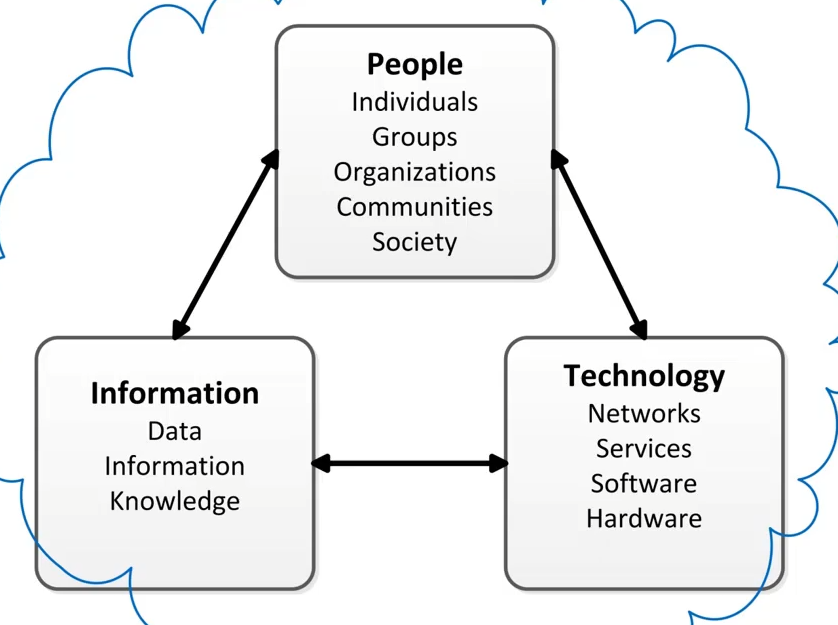 People
Individuals
Groups
Organizations
Communities
Society
Information
Data
Information
Knowledge
Technology
Networks
Services
Software
Hardware